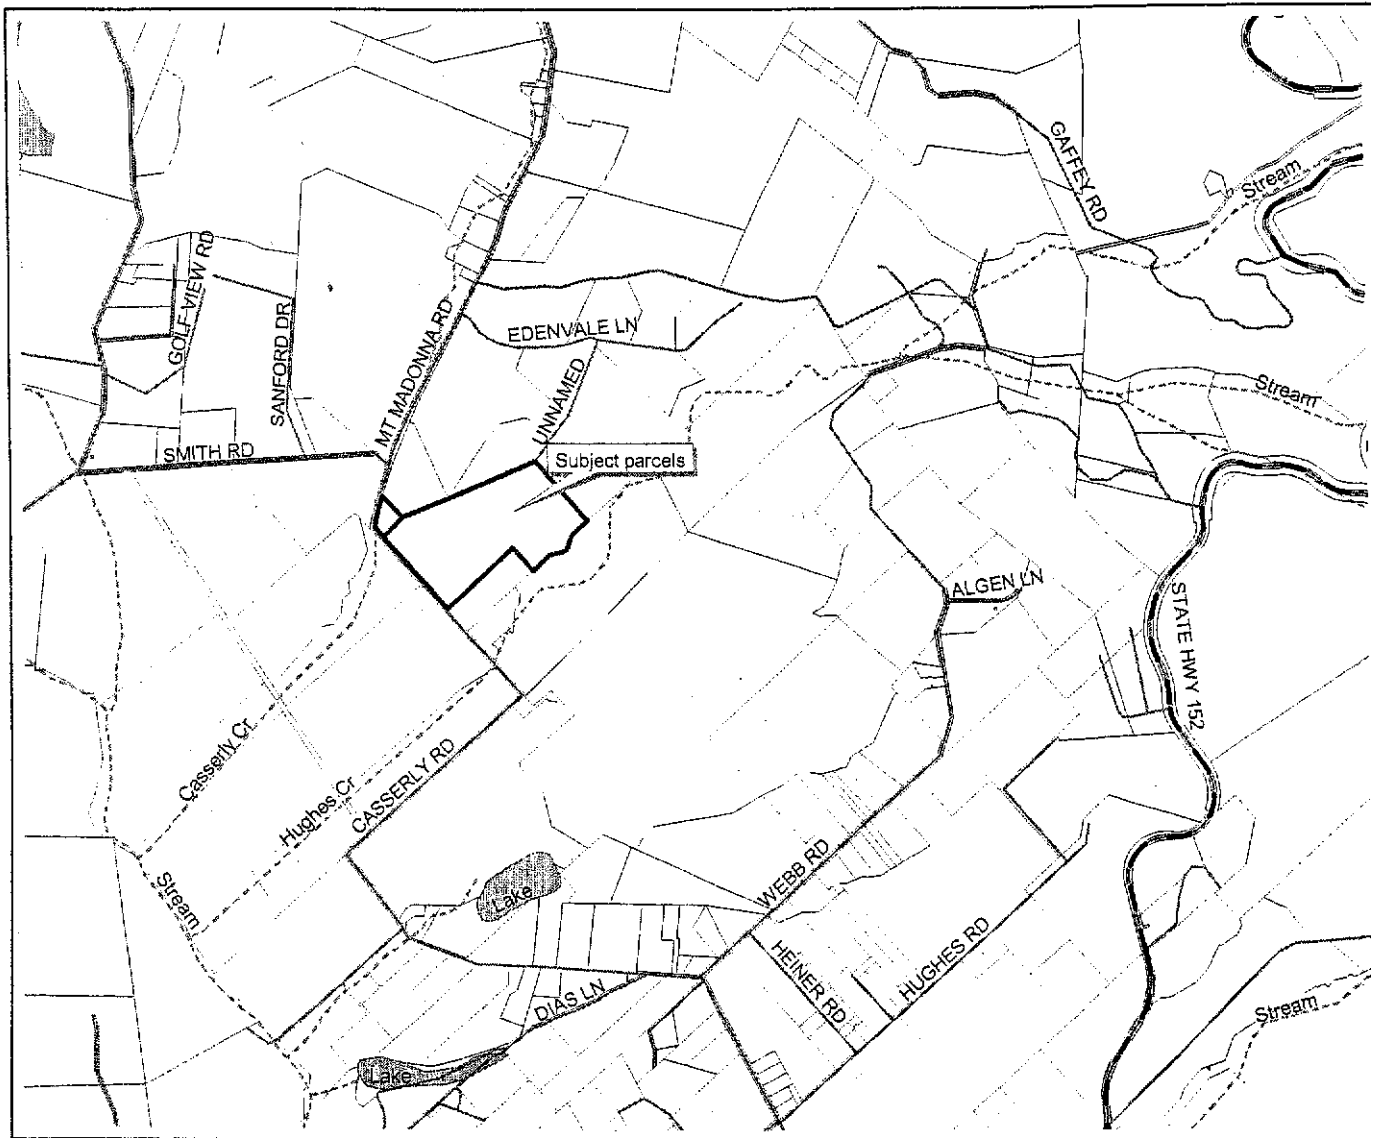 GAFFEY RD
Stream
GOLF VIEW RD
SANFORD DR
MT MADONNA RD
EDENVALE LN
UNNAMED
Stream
SMITH RD
Subject parcels
ALGEN LN
STATE HWY 152
Casserly Cr
Hughes Cr
CASSERLY RD
Stream
Lake
WEBB RD
HEINER RD
HUGHES RD
DIAS LN
Stream
Lake